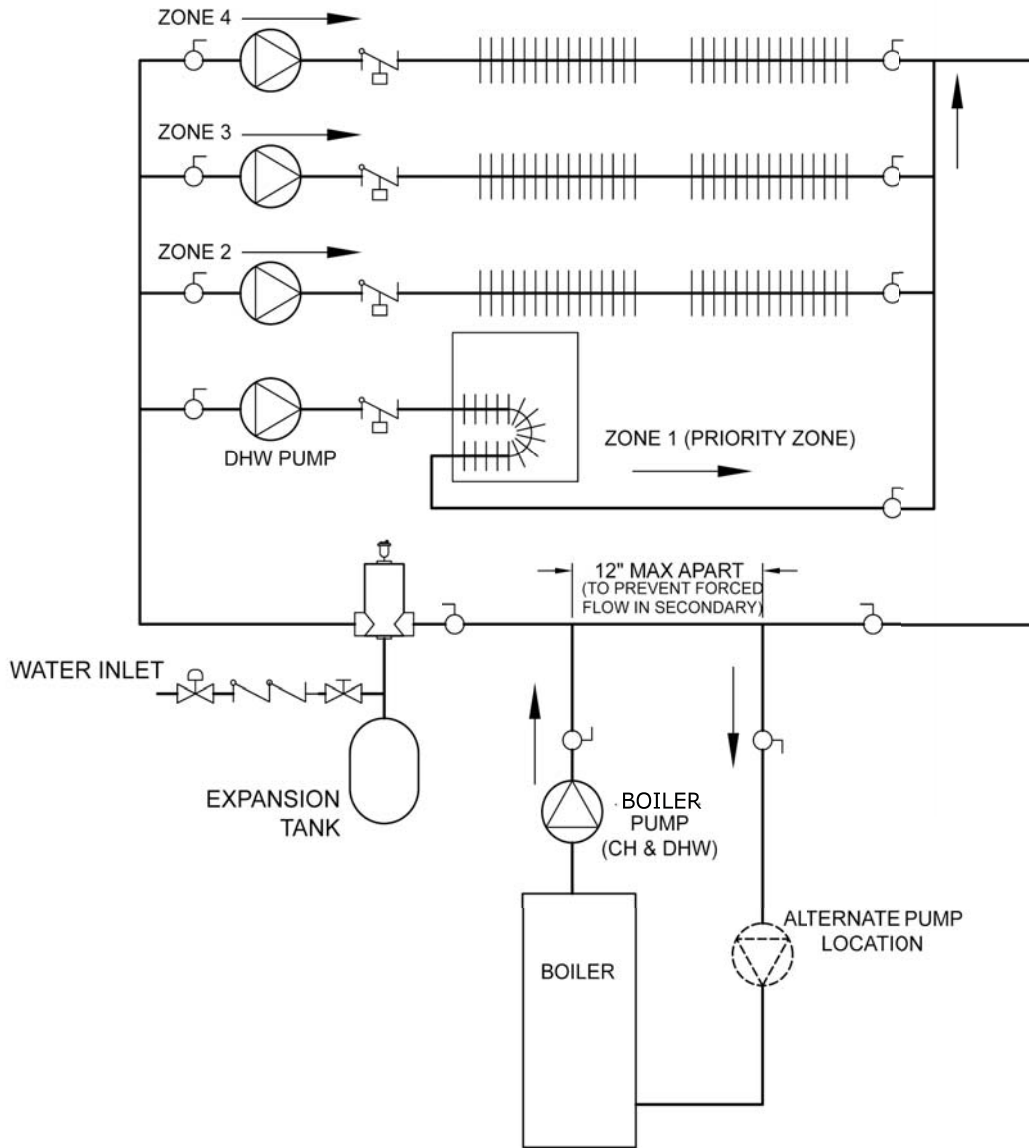 ZONE 4
ZONE 3
ZONE 2
DHW PUMP
ZONE 1 (PRIORITY ZONE)
12" MAX APART
(TO PREVENT FORCED
FLOW IN SECONDARY)
WATER INLET
EXPANSION
TANK
BOILER
PUMP
(CH & DHW)
ALTERNATE PUMP
LOCATION
BOILER